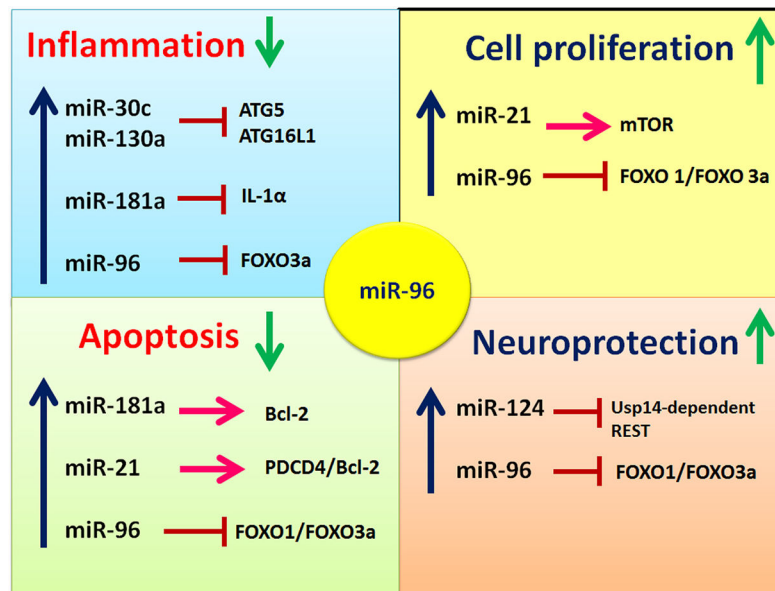 Inflammation
miR-30c
miR-130a
ATG5
ATG16L1
miR-181a
IL-1α
miR-96
FOXO3a
Cell proliferation
miR-21
mTOR
miR-96
FOXO 1/FOXO 3a
miR-96
Apoptosis
miR-181a
Bcl-2
miR-21
PDCD4/Bcl-2
miR-96
FOXO1/FOXO3a
Neuroprotection
miR-124
Usp14-dependent
REST
miR-96
FOXO1/FOXO3a